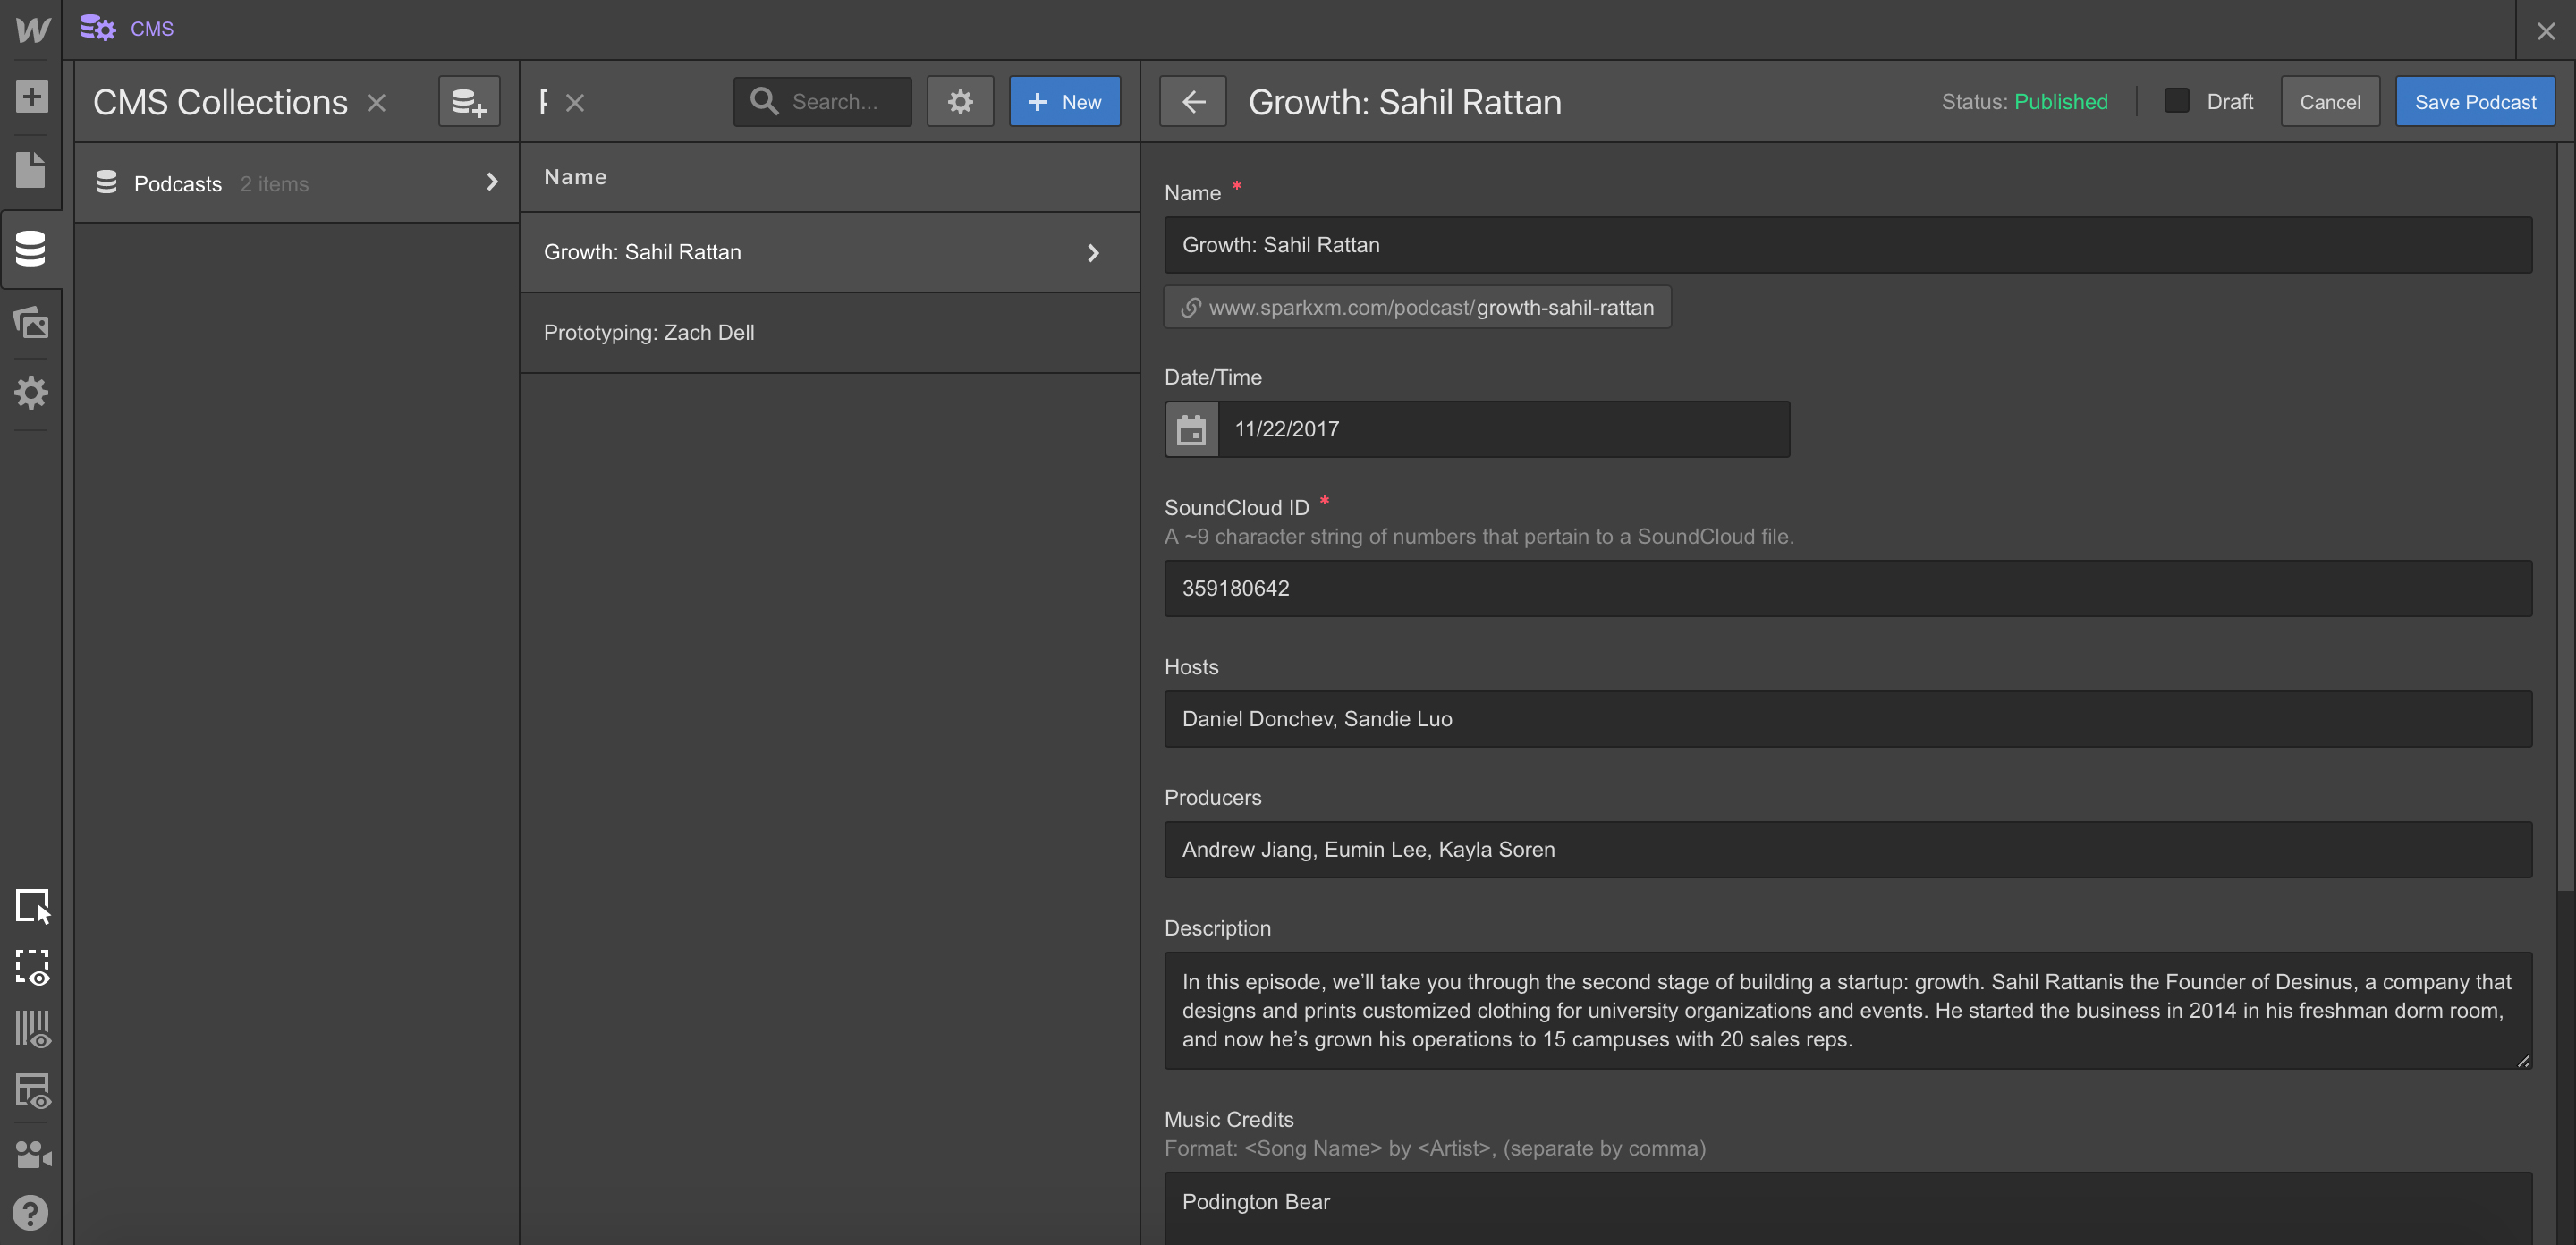 CMS
CMS Collections
Search...
New
Growth: Sahil Rattan
Status: Published
Draft
Cancel
Save Podcast
Podcasts 2 items
Name
Growth: Sahil Rattan
Prototyping: Zach Dell
Name *
Growth: Sahil Rattan
www.sparkxm.com/podcast/growth-sahil-rattan
Date/Time
11/22/2017
SoundCloud ID *
A ~9 character string of numbers that pertain to a SoundCloud file.
359180642
Hosts
Daniel Donchev, Sandie Luo
Producers
Andrew Jiang, Eumin Lee, Kayla Soren
Description
In this episode, we’ll take you through the second stage of building a startup: growth. Sahil Rattanis the Founder of Desinus, a company that
designs and prints customized clothing for university organizations and events. He started the business in 2014 in his freshman dorm room,
and now he’s grown his operations to 15 campuses with 20 sales reps.
Music Credits
Format: <Song Name> by <Artist>, (separate by comma)
Podington Bear